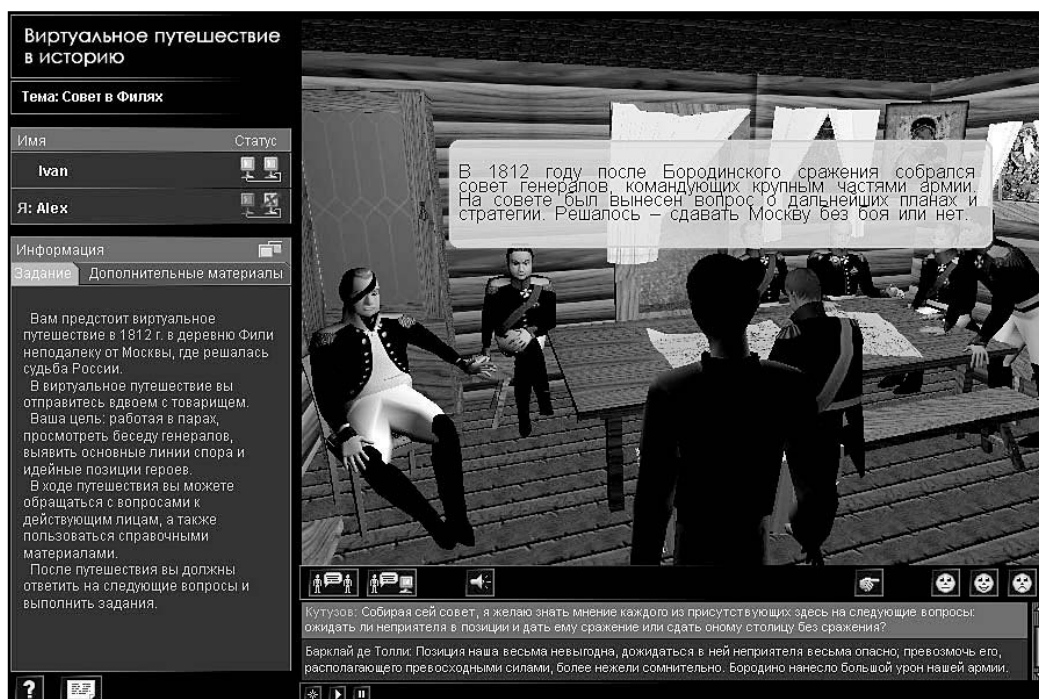 Виртуальное путешествие
в историю
Тема: Совет в Филях
Имя Статус
Ivan
Я: Alex
Информация
Задание Дополнительные материалы
Вам предстоит виртуальное
путешествие в 1812 г. в деревню Фили
неподалеку от Москвы, где решалась
судьба России.
В виртуальное путешествие вы
отправитесь вдвоем с товарищем.
Ваша цель: работая в парах,
просмотреть беседу генералов,
выявить основные линии спора и
идейные позиции героев.
В ходе путешествия вы можете
обращаться с вопросами к
действующим лицам, а также
пользоваться справочными
материалами.
После путешествия вы должны
ответить на следующие вопросы и
выполнить задания.
?
В 1812 году после Бородинского сражения собрался
совет генералов, командующих крупным частями армии.
На совете был вынесен вопрос о дальнейших планах и
стратегии. Решалось – сдавать Москву без боя или нет.
Кутузов: Собирая сей совет, я желаю знать мнение каждого из присутствующих здесь на следующие вопросы:
ожидать ли неприятеля в позиции и дать ему сражение или сдать оному столицу без сражения?
Барклай де Толли: Позиция наша весьма невыгодна, дожидаться в ней неприятеля весьма опасно; превозмочь его,
располагающего превосходными силами, более нежели сомнительно. Бородино нанесло большой урон нашей армии.